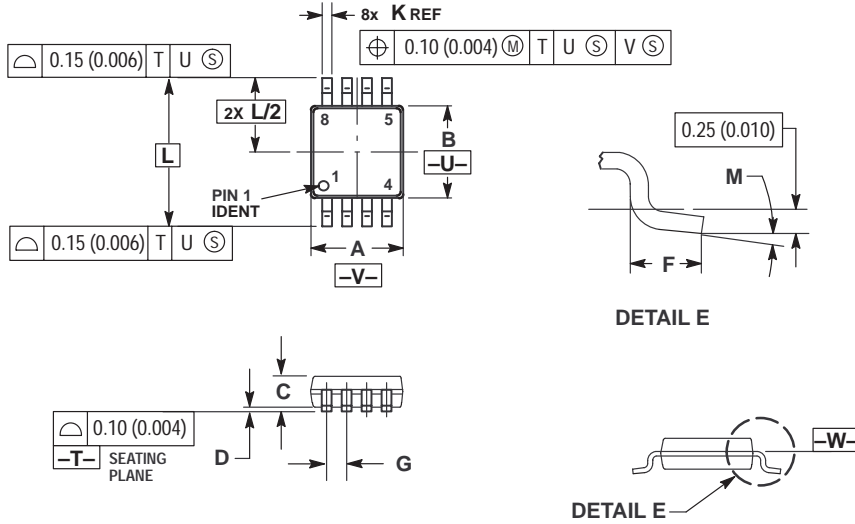 8x K REF
0.10 (0.004) Ⓜ T U Ⓢ V Ⓢ
0.15 (0.006) T U Ⓢ
2X L/2
8 5
B
–U–
L
1
4
PIN 1
IDENT
0.15 (0.006) T U Ⓢ
A
–V–
0.25 (0.010)
M
F
DETAIL E
C
0.10 (0.004)
–T– SEATING
PLANE
D
G
–W–
DETAIL E